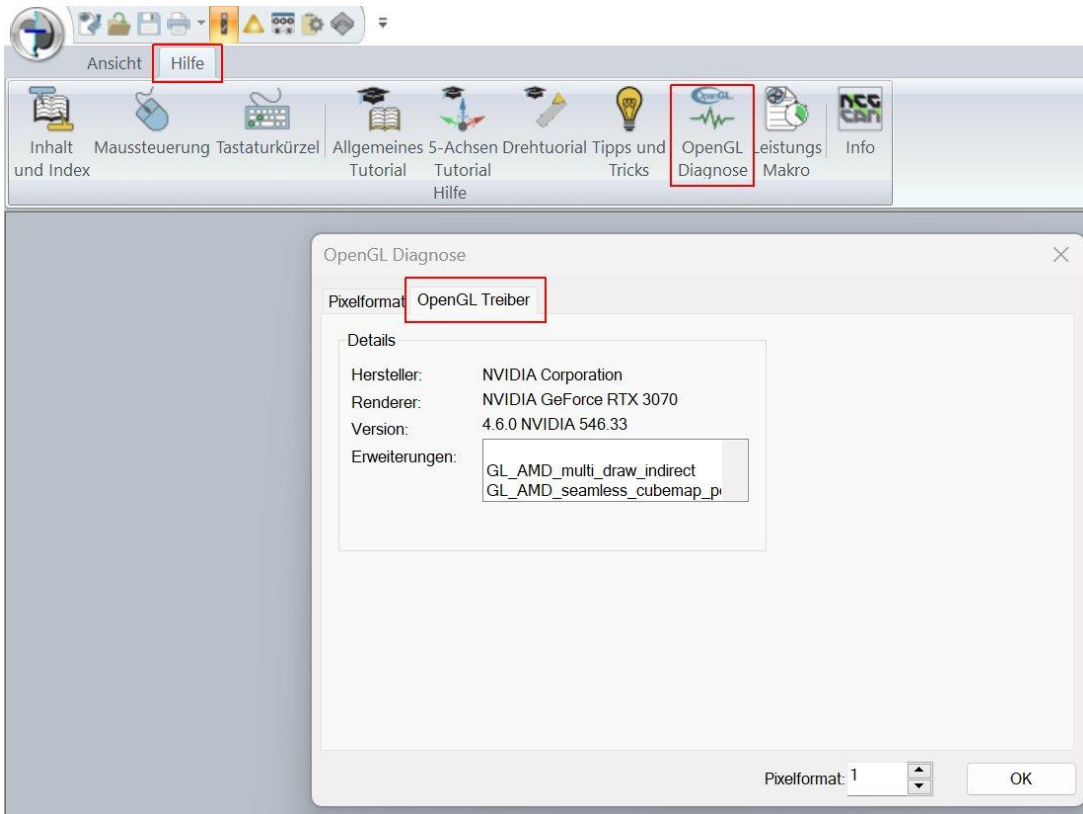 Ansicht Hilfe
Inhalt Maussteuerung Tastaturkürzel Allgemeines 5-Achsen Drehtuorial Tipps und OpenGL Leistungs Info
und Index Tutorial Tutorial Tricks Diagnose Makro
Hilfe
OpenGL Diagnose
Pixelformat OpenGL Treiber
Details
Hersteller: NVIDIA Corporation
Renderer: NVIDIA GeForce RTX 3070
Version: 4.6.0 NVIDIA 546.33
Erweiterungen:
GL_AMD_multi_draw_indirect
GL_AMD_seamless_cubemap_p
Pixelformat: 1 OK